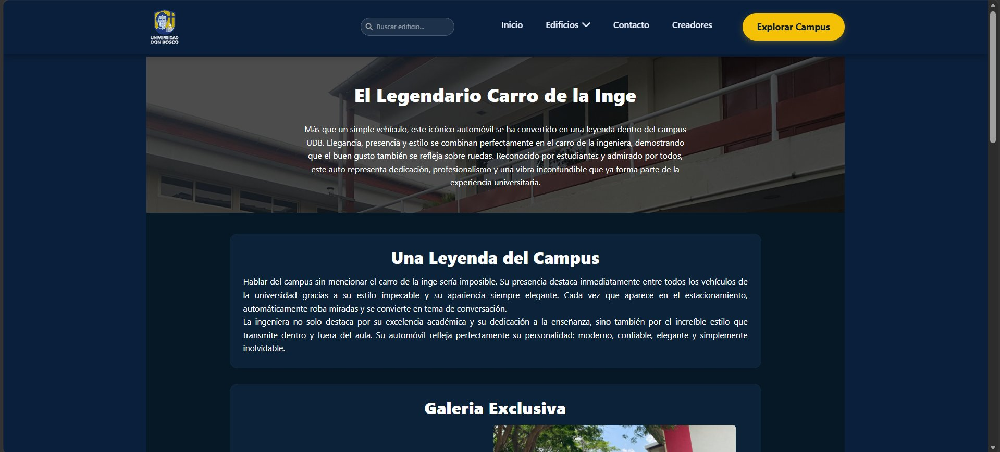 UNIVERSIDAD
DON BOSCO
Buscar edificio...
Inicio
Edificios
Contacto
Creadores
Explorar Campus
El Legendario Carro de la Inge
Más que un simple vehículo, este icónico automóvil se ha convertido en una leyenda dentro del campus
UDB. Elegancia, presencia y estilo se combinan perfectamente en el carro de la ingeniera, demostrando
que el buen gusto también se refleja sobre ruedas. Reconocido por estudiantes y admirado por todos,
este auto representa dedicación, profesionalismo y una vibra inconfundible que ya forma parte de la
experiencia universitaria.
Una Leyenda del Campus
Hablar del campus sin mencionar el carro de la inge sería imposible. Su presencia destaca inmediatamente entre todos los vehículos de
la universidad gracias a su estilo impecable y su apariencia siempre elegante. Cada vez que aparece en el estacionamiento,
automáticamente roba miradas y se convierte en tema de conversación.
La ingeniera no solo destaca por su excelencia académica y su dedicación a la enseñanza, sino también por el increíble estilo que
transmite dentro y fuera del aula. Su automóvil refleja perfectamente su personalidad: moderno, confiable, elegante y simplemente
inolvidable.
Galeria Exclusiva